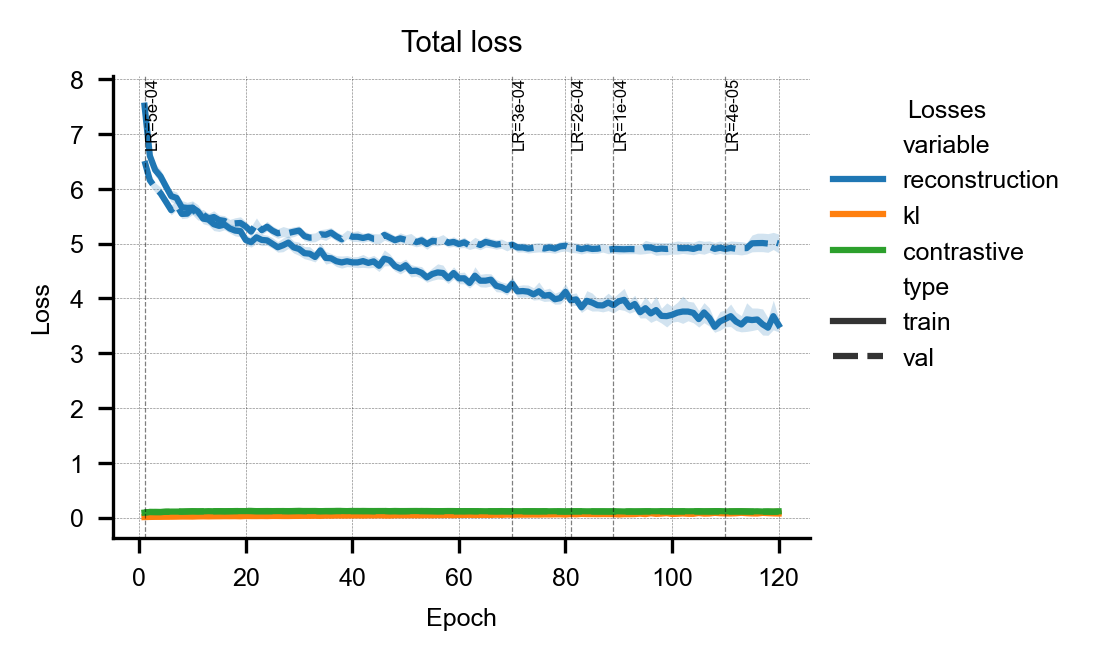 Total loss
LR=5e-04
LR=3e-04
LR=2e-04
LR=1e-04
LR=4e-05
8
7
6
5
4
3
2
1
0
Loss
0 20 40 60 80 100 120
Epoch
Losses
variable
reconstruction
kl
contrastive
type
train
val